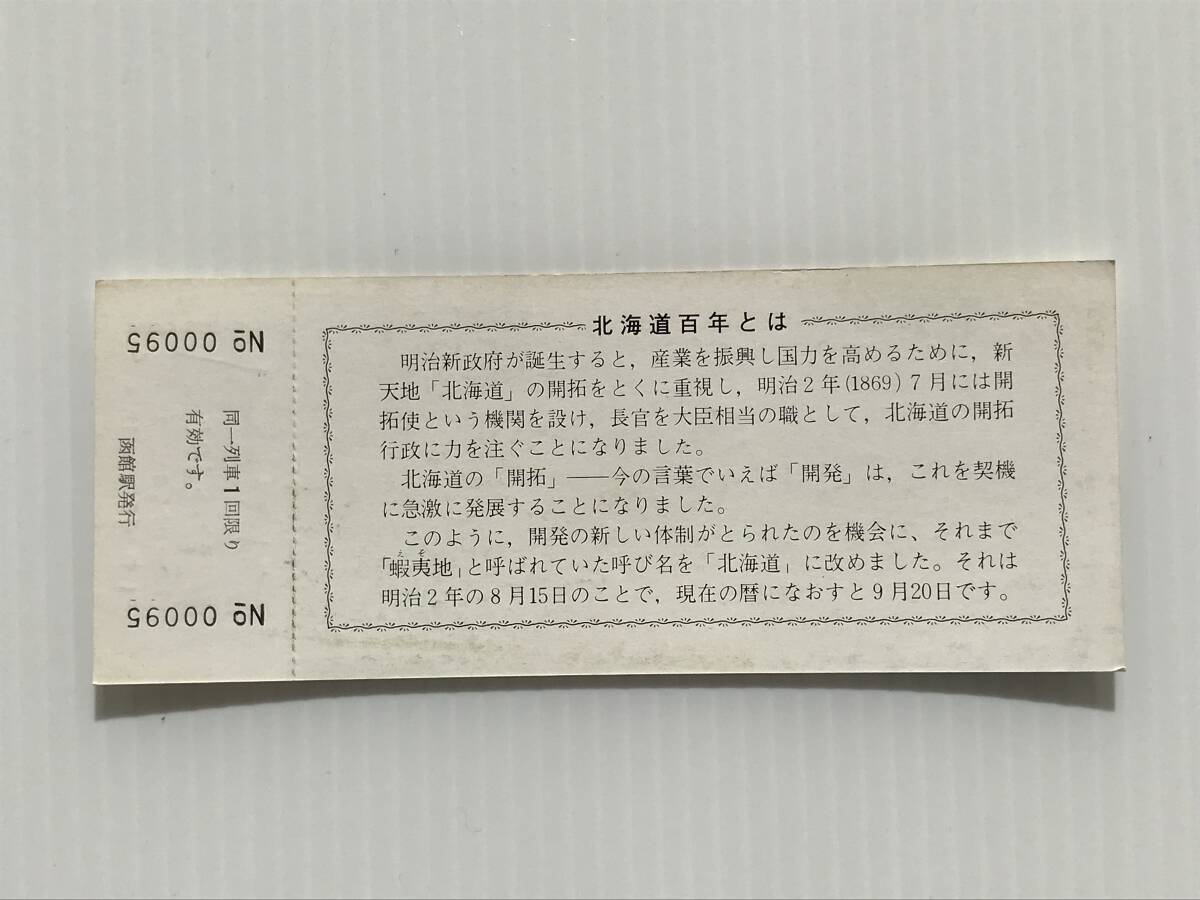 北海道百年とは
明治新政府が誕生すると，産業を振興し国力を高めるために，新
天地「北海道」の開拓をとくに重視し，明治2年(1869)7月には開
拓使という機関を設け，長官を大臣相当の職として，北海道の開拓
行政に力を注ぐことになりました。
北海道の「開拓」――今の言葉でいえば「開発」は，これを契機
に急激に発展することになりました。
このように，開発の新しい体制がとられたのを機会に、それまで
えぞ
「蝦夷地」と呼ばれていた呼び名を「北海道」に改めました。それは
明治2年の8月15日のことで，現在の暦になおすと9月20日です。
№ 00095
同一列車1回限り
有効です。
函館駅発行
№ 00095